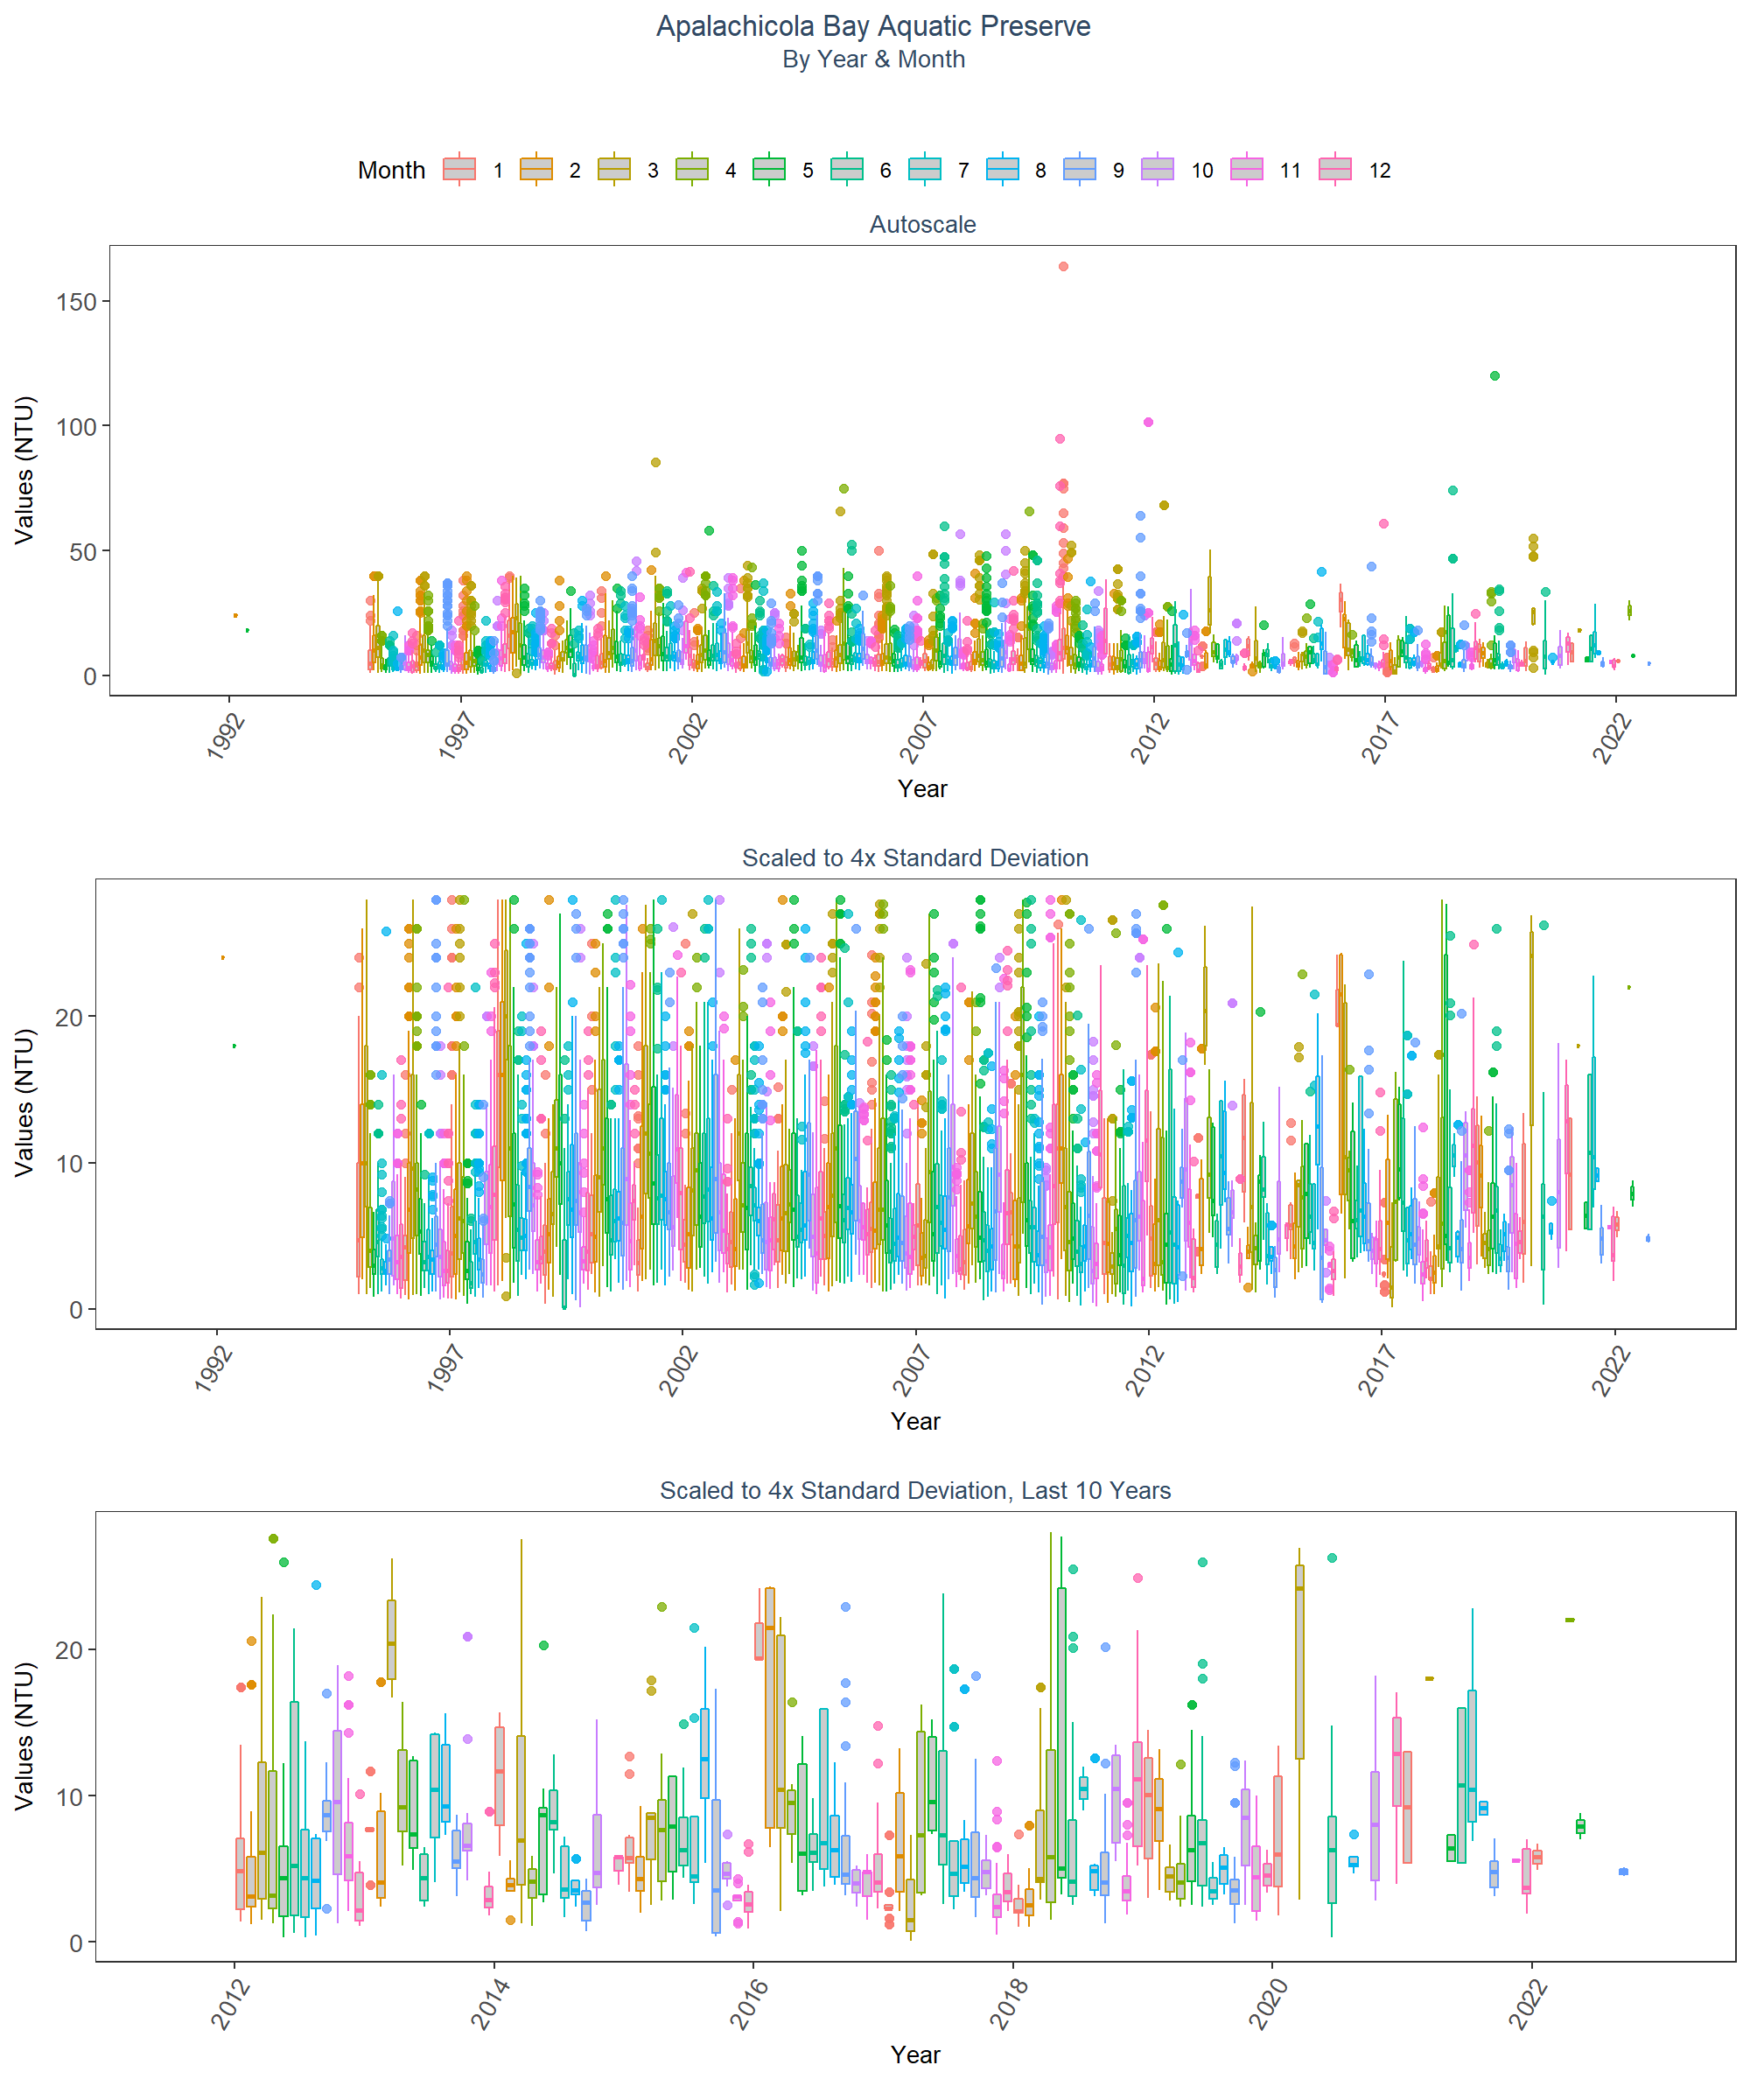 Apalachicola Bay Aquatic Preserve
By Year & Month
Month 1 2 3 4 5 6 7 8 9 10 11 12
Autoscale
Values (NTU)
150
100
50
0
1992 1997 2002 2007 2012 2017 2022
Year
Scaled to 4x Standard Deviation
Values (NTU)
20
10
0
1992 1997 2002 2007 2012 2017 2022
Year
Scaled to 4x Standard Deviation, Last 10 Years
Values (NTU)
20
10
0
2012 2014 2016 2018 2020 2022
Year